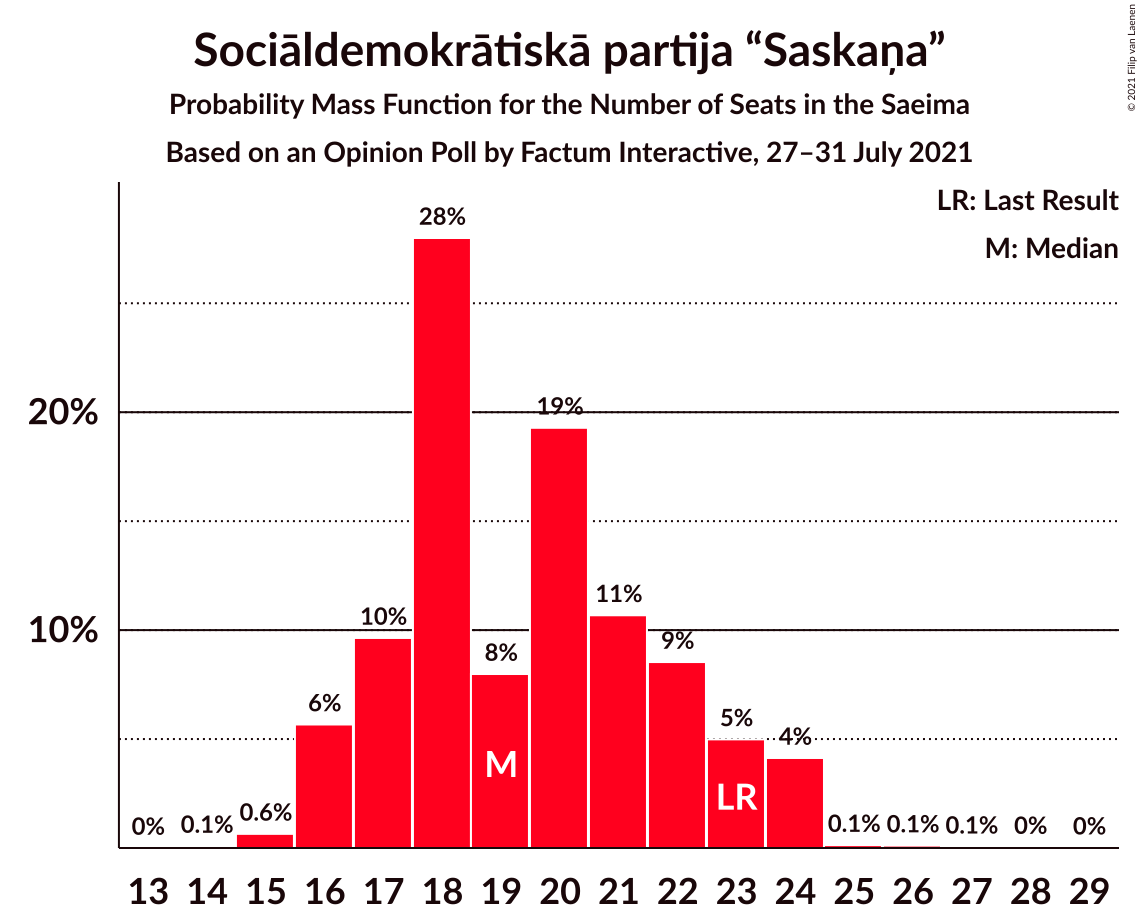 Sociāldemokrātiskā partija “Saskaņa”
Probability Mass Function for the Number of Seats in the Saeima
Based on an Opinion Poll by Factum Interactive, 27–31 July 2021
© 2021 Filip van Laenen
LR: Last Result
M: Median
20%
10%
0%
0.1%
0.6%
6%
10%
28%
8%
19%
11%
9%
5%
4%
0.1%
0.1%
0.1%
0%
0%
M
LR
13 14 15 16 17 18 19 20 21 22 23 24 25 26 27 28 29